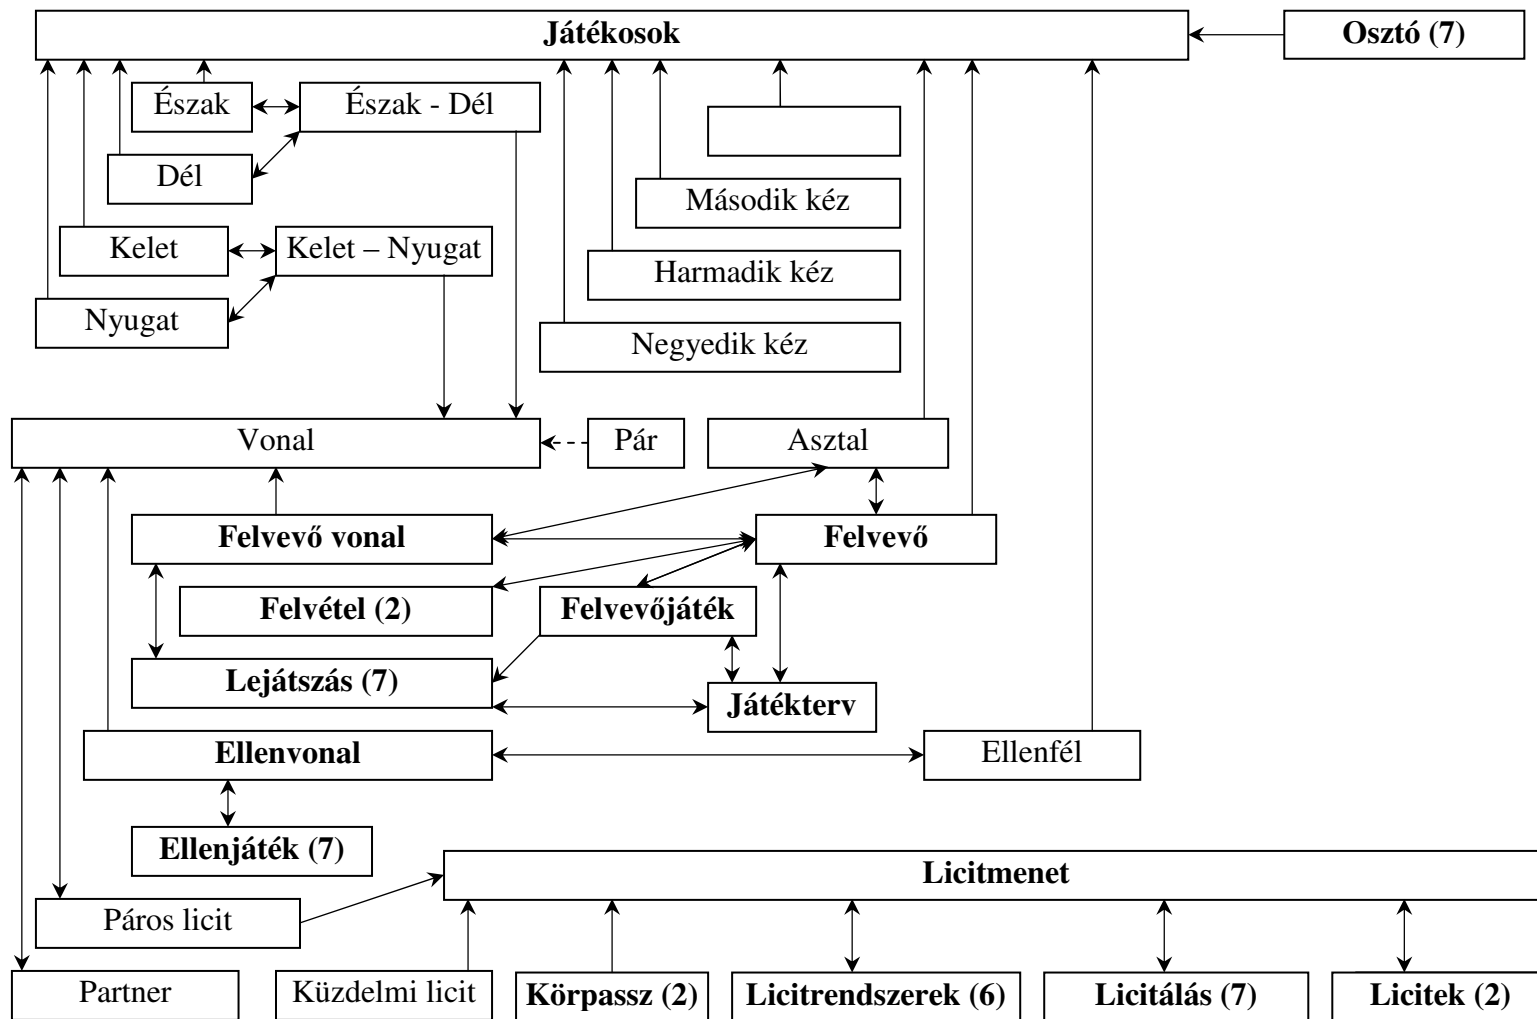 Játékosok
Osztó (7)
Észak
Észak - Dél
Dél
Második kéz
Kelet
Kelet – Nyugat
Harmadik kéz
Nyugat
Negyedik kéz
Vonal
Pár
Asztal
Felvevő vonal
Felvevő
Felvétel (2)
Felvevőjáték
Lejátszás (7)
Játékterv
Ellenvonal
Ellenfél
Ellenjáték (7)
Licitmenet
Páros licit
Partner
Küzdelmi licit
Körpassz (2)
Licitrendszerek (6)
Licitálás (7)
Licitek (2)